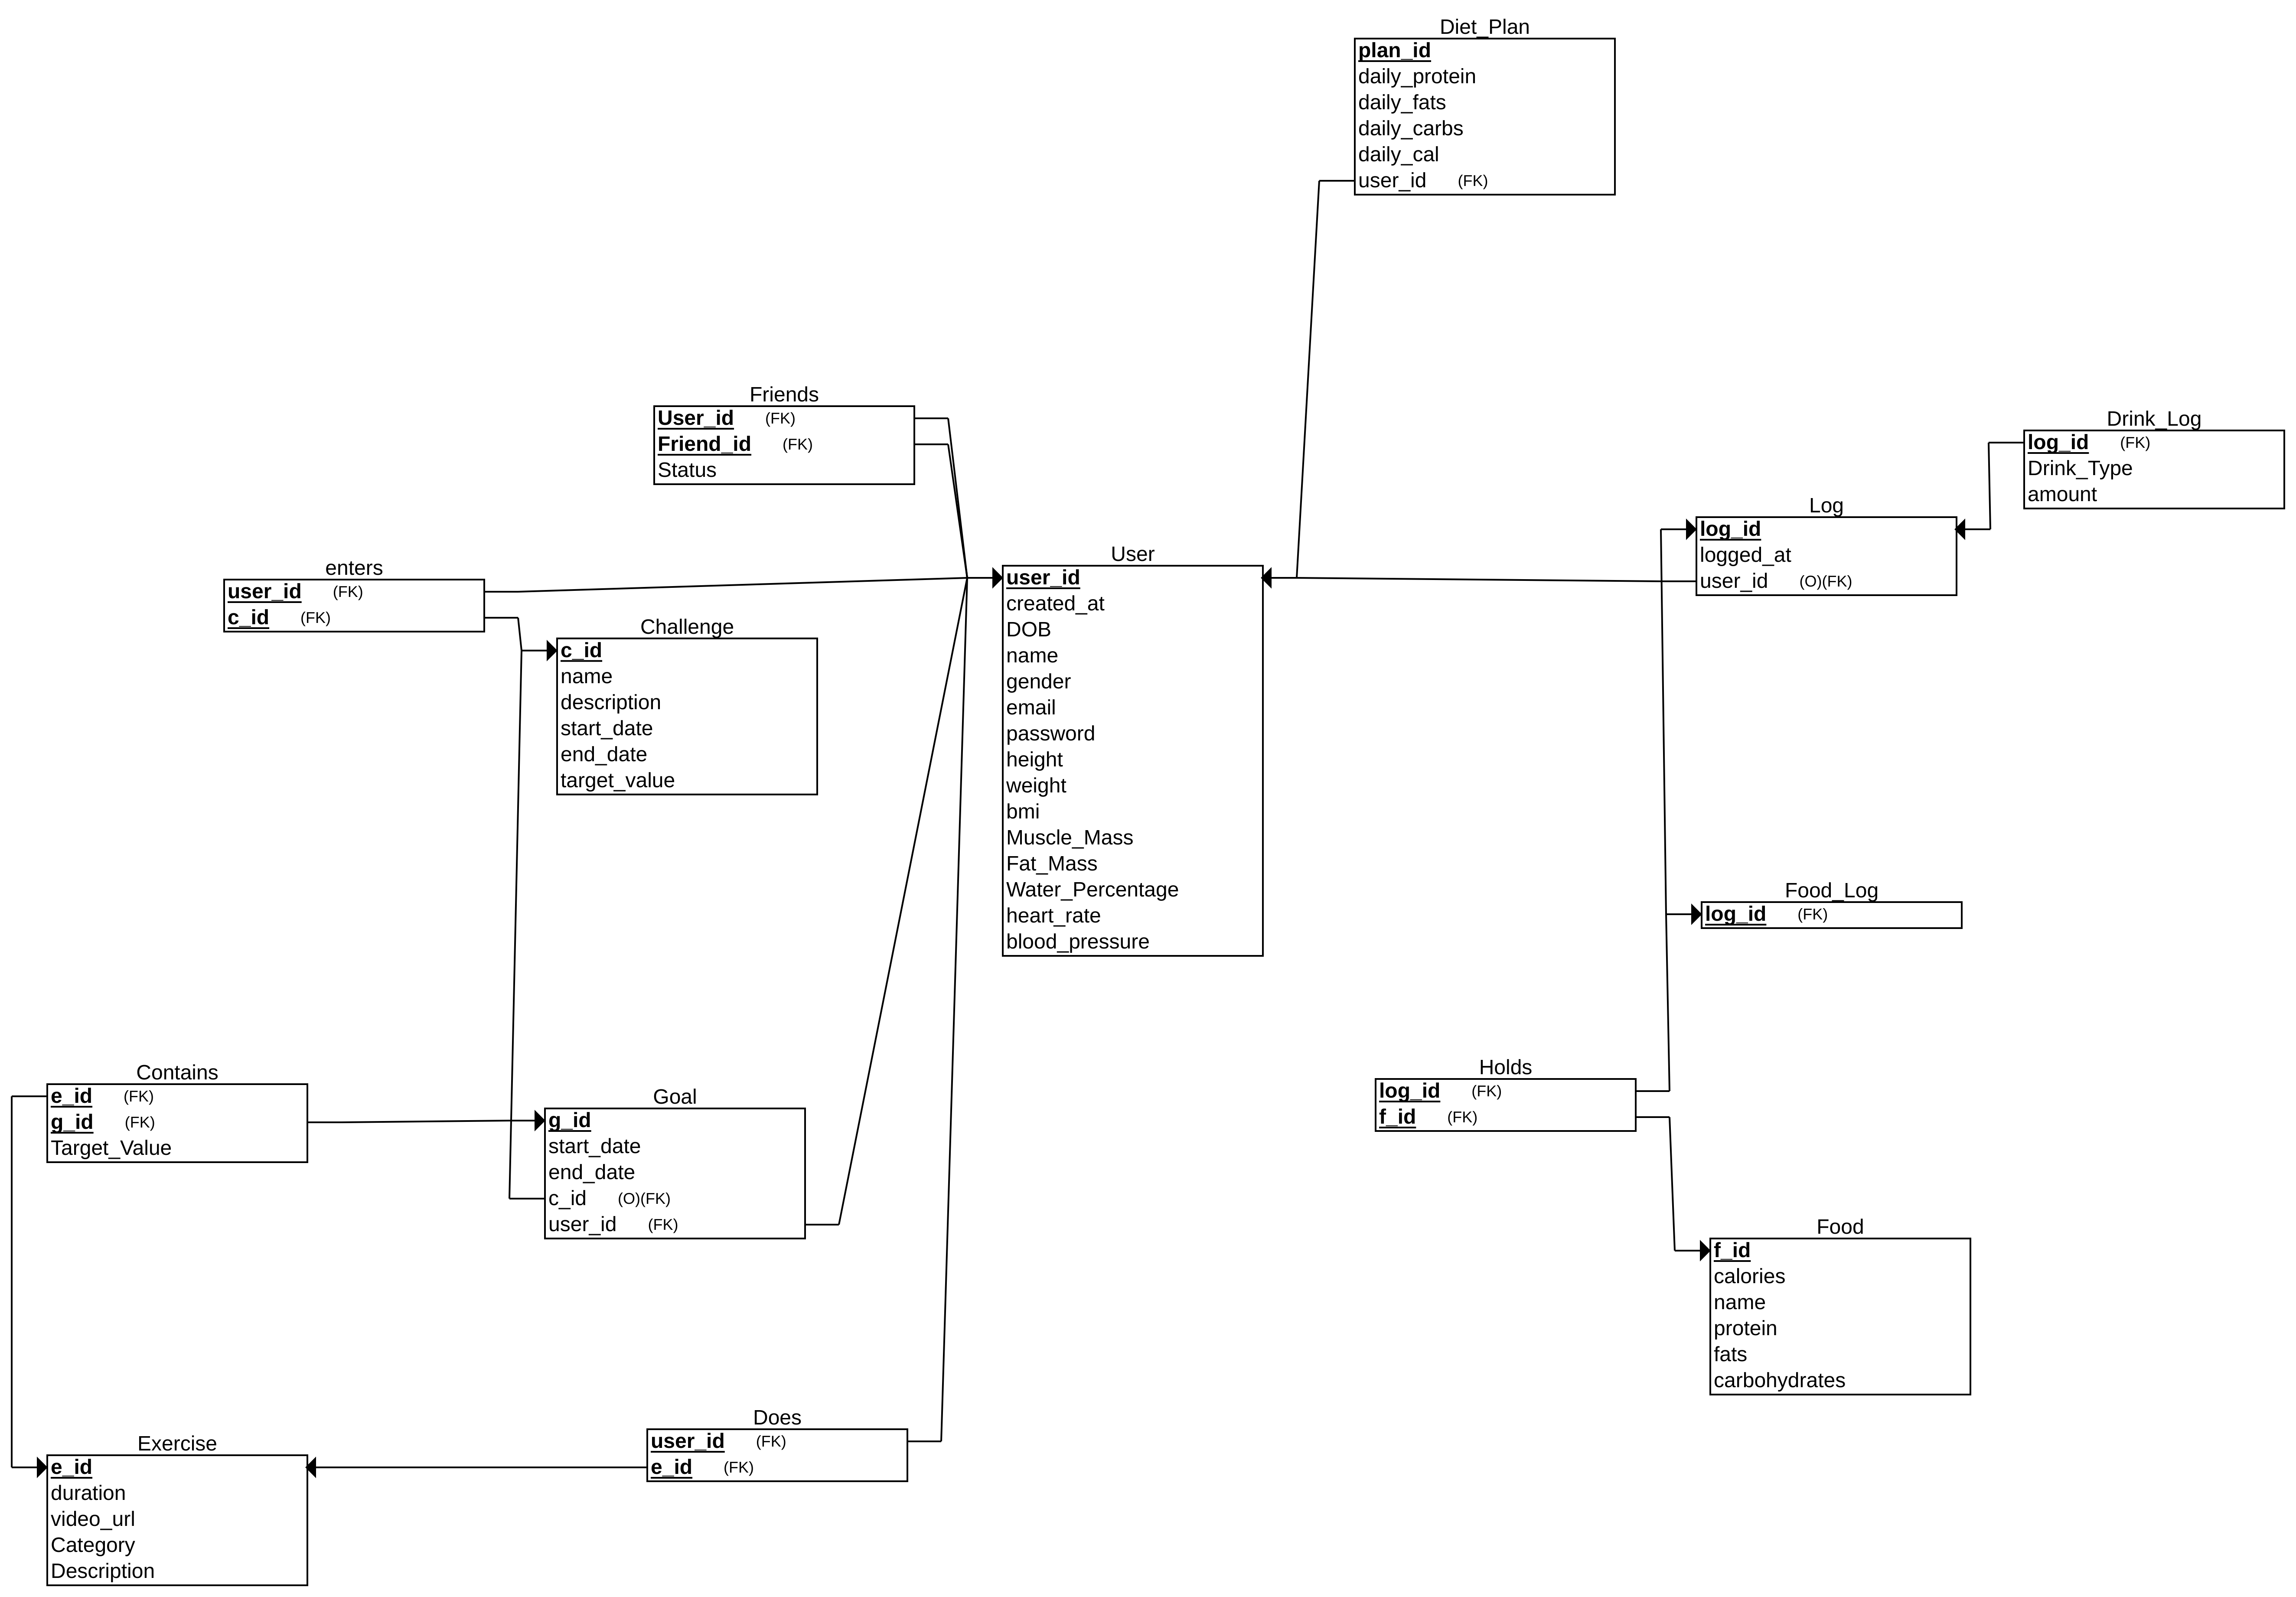 Diet_Plan
plan_id
daily_protein
daily_fats
daily_carbs
daily_cal
user_id (FK)
Friends
User_id (FK)
Friend_id (FK)
Status
Drink_Log
log_id (FK)
Drink_Type
amount
Log
log_id
logged_at
user_id (O)(FK)
enters
user_id (FK)
c_id (FK)
User
user_id
created_at
DOB
name
gender
email
password
height
weight
bmi
Muscle_Mass
Fat_Mass
Water_Percentage
heart_rate
blood_pressure
Challenge
c_id
name
description
start_date
end_date
target_value
Food_Log
log_id (FK)
Contains
e_id (FK)
g_id (FK)
Target_Value
Goal
g_id
start_date
end_date
c_id (O)(FK)
user_id (FK)
Holds
log_id (FK)
f_id (FK)
Food
f_id
calories
name
protein
fats
carbohydrates
Does
user_id (FK)
e_id (FK)
Exercise
e_id
duration
video_url
Category
Description